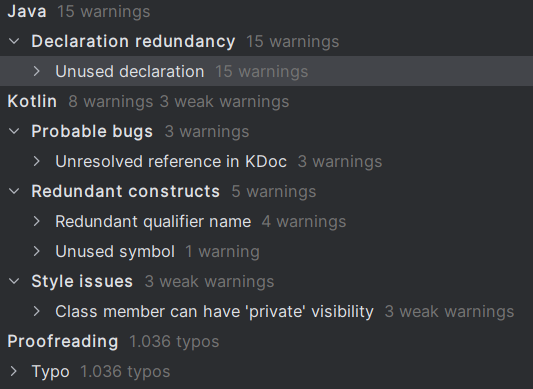 Java 15 warnings
Declaration redundancy 15 warnings
Unused declaration 15 warnings
Kotlin 8 warnings 3 weak warnings
Probable bugs 3 warnings
Unresolved reference in KDoc 3 warnings
Redundant constructs 5 warnings
Redundant qualifier name 4 warnings
Unused symbol 1 warning
Style issues 3 weak warnings
Class member can have 'private' visibility 3 weak warnings
Proofreading 1.036 typos
Typo 1.036 typos